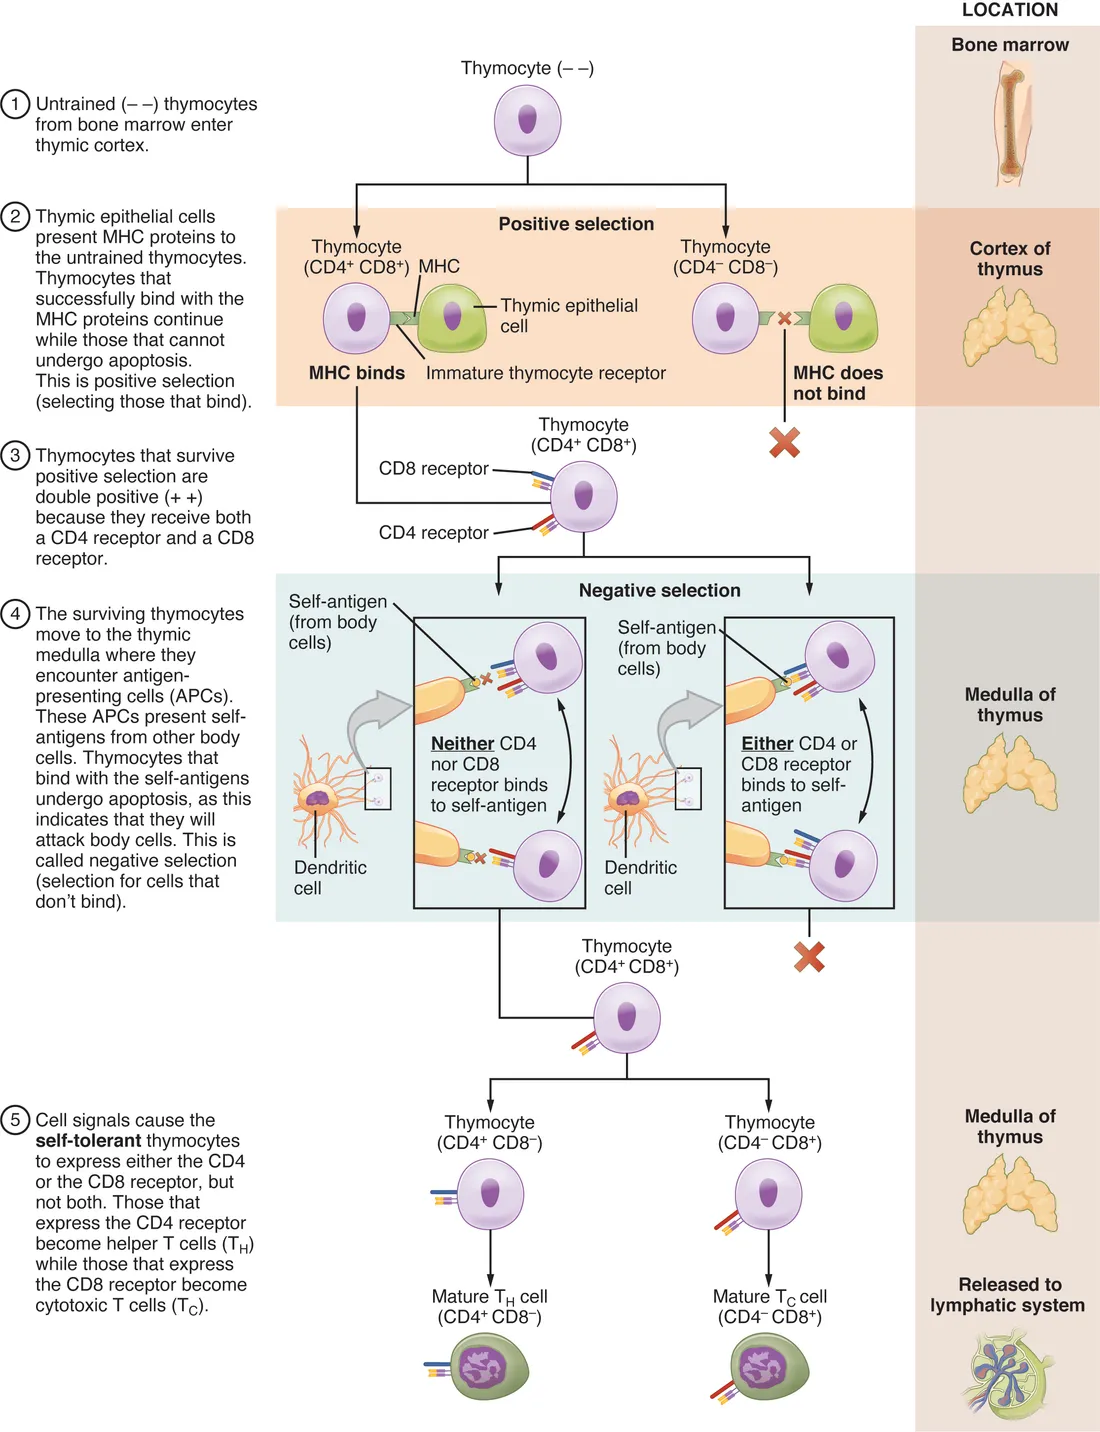 LOCATION
Bone marrow
Thymocyte (– –)
1 Untrained (– –) thymocytes
from bone marrow enter
thymic cortex.
2 Thymic epithelial cells
present MHC proteins to
the untrained thymocytes.
Thymocytes that
successfully bind with the
MHC proteins continue
while those that cannot
undergo apoptosis.
This is positive selection
(selecting those that bind).
Positive selection
Thymocyte
(CD4+ CD8+)
MHC
Thymic epithelial
cell
MHC binds
Immature thymocyte receptor
Thymocyte
(CD4– CD8–)
MHC does
not bind
Cortex of
thymus
3 Thymocytes that survive
positive selection are
double positive (+ +)
because they receive both
a CD4 receptor and a CD8
receptor.
Thymocyte
(CD4+ CD8+)
CD8 receptor
CD4 receptor
4 The surviving thymocytes
move to the thymic
medulla where they
encounter antigen-
presenting cells (APCs).
These APCs present self-
antigens from other body
cells. Thymocytes that
bind with the self-antigens
undergo apoptosis, as this
indicates that they will
attack body cells. This is
called negative selection
(selection for cells that
don't bind).
Negative selection
Self-antigen
(from body
cells)
Neither CD4
nor CD8
receptor binds
to self-antigen
Dendritic
cell
Self-antigen
(from body
cells)
Either CD4 or
CD8 receptor
binds to self-
antigen
Dendritic
cell
Medulla of
thymus
Thymocyte
(CD4+ CD8+)
5 Cell signals cause the
self-tolerant thymocytes
to express either the CD4
or the CD8 receptor, but
not both. Those that
express the CD4 receptor
become helper T cells (TH)
while those that express
the CD8 receptor become
cytotoxic T cells (TC).
Thymocyte
(CD4+ CD8–)
Thymocyte
(CD4– CD8+)
Medulla of
thymus
Mature TH cell
(CD4+ CD8–)
Mature TC cell
(CD4– CD8+)
Released to
lymphatic system